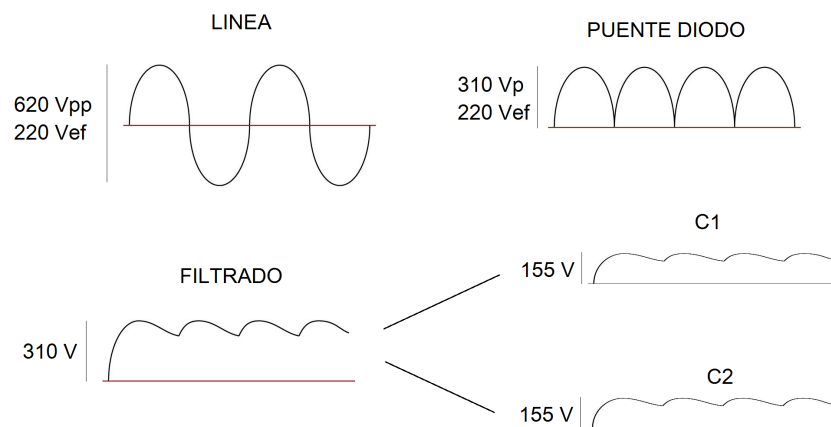 LINEA
620 Vpp
220 Vef
PUENTE DIODO
310 Vp
220 Vef
FILTRADO
310 V
C1
155 V
C2
155 V